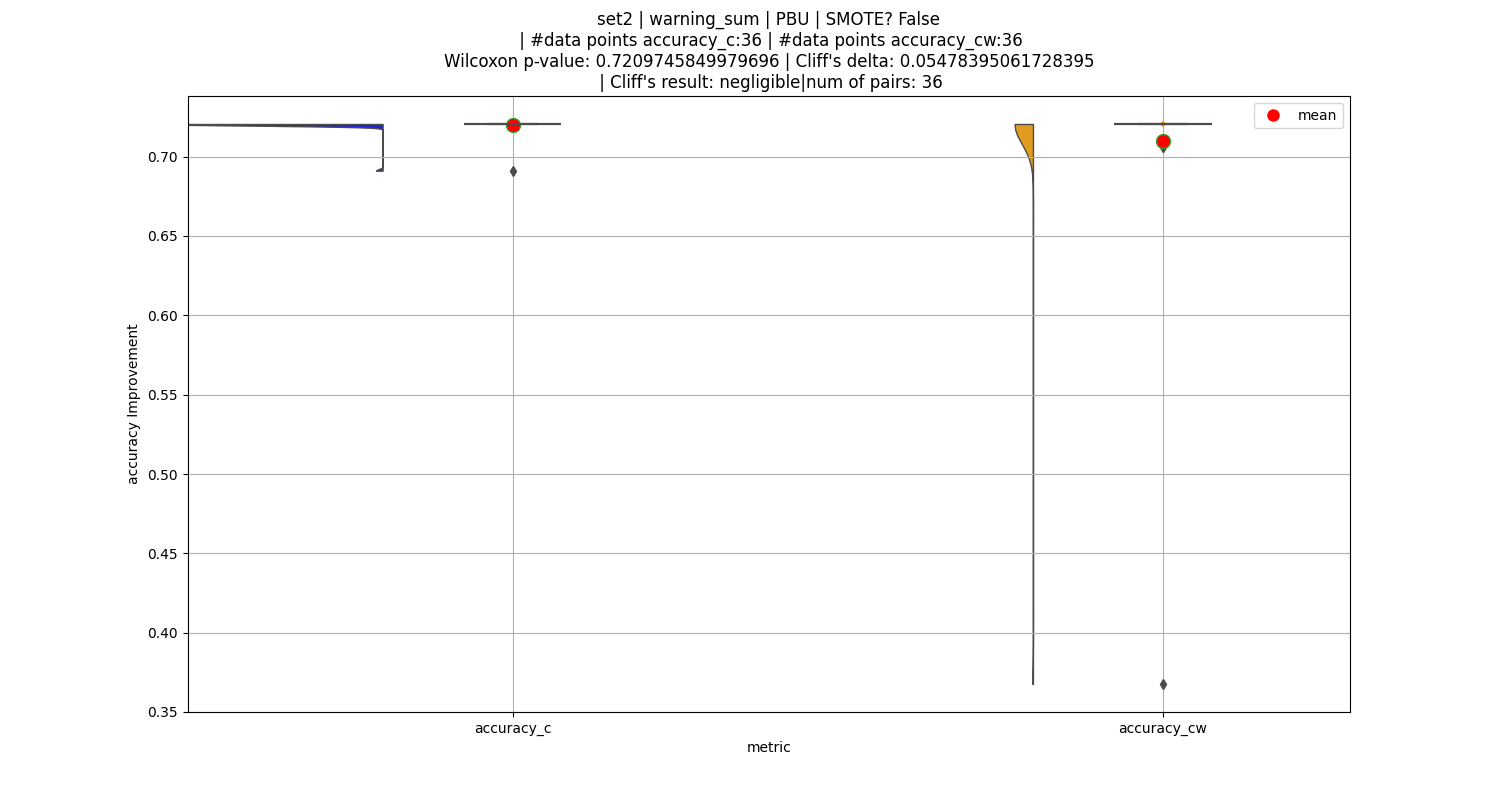 set2 | warning_sum | PBU | SMOTE? False
| #data points accuracy_c:36 | #data points accuracy_cw:36
Wilcoxon p-value: 0.7209745849979696 | Cliff's delta: 0.05478395061728395
| Cliff's result: negligible|num of pairs: 36
mean
0.70
0.65
0.60
0.55
0.50
0.45
0.40
0.35
accuracy Improvement
accuracy_c
accuracy_cw
metric